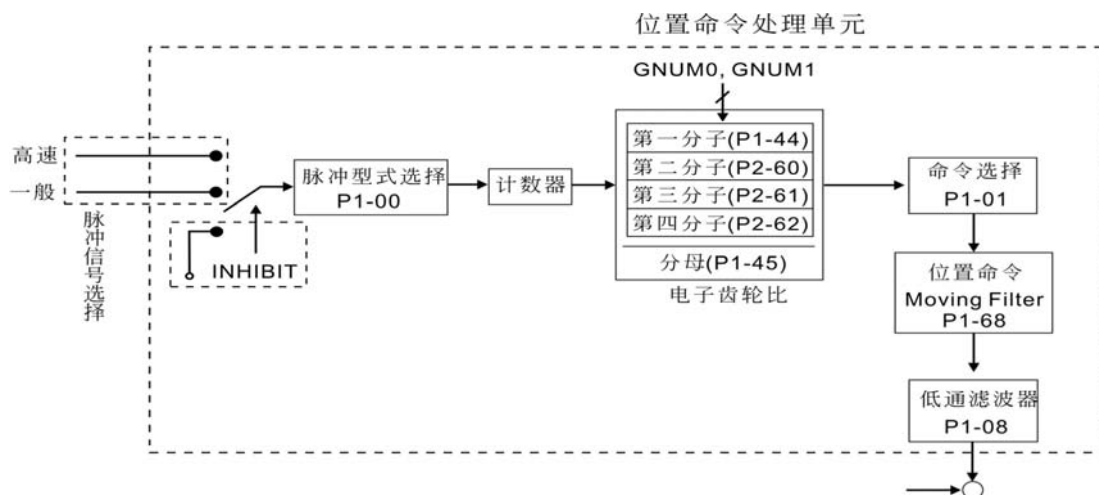 位置命令处理单元
GNUM0, GNUM1
高速
一般
脉冲信号选择
INHIBIT
脉冲型式选择
P1-00
计数器
第一分子(P1-44)
第二分子(P2-60)
第三分子(P2-61)
第四分子(P2-62)
分母(P1-45)
电子齿轮比
命令选择
P1-01
位置命令
Moving Filter
P1-68
低通滤波器
P1-08